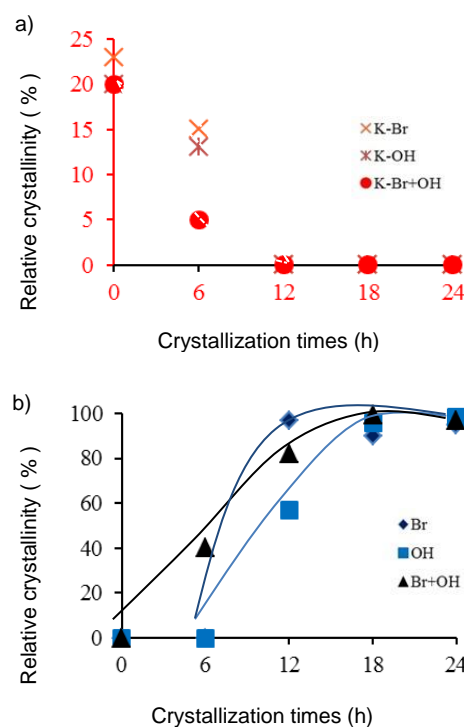 a)
Relative crystallinity ( % )
25
20
15
10
5
0
0 6 12 18 24
K-Br
K-OH
K-Br+OH
Crystallization times (h)
b)
Relative crystallinity ( % )
100
80
60
40
20
0
0 6 12 18 24
Br
OH
Br+OH
Crystallization times (h)